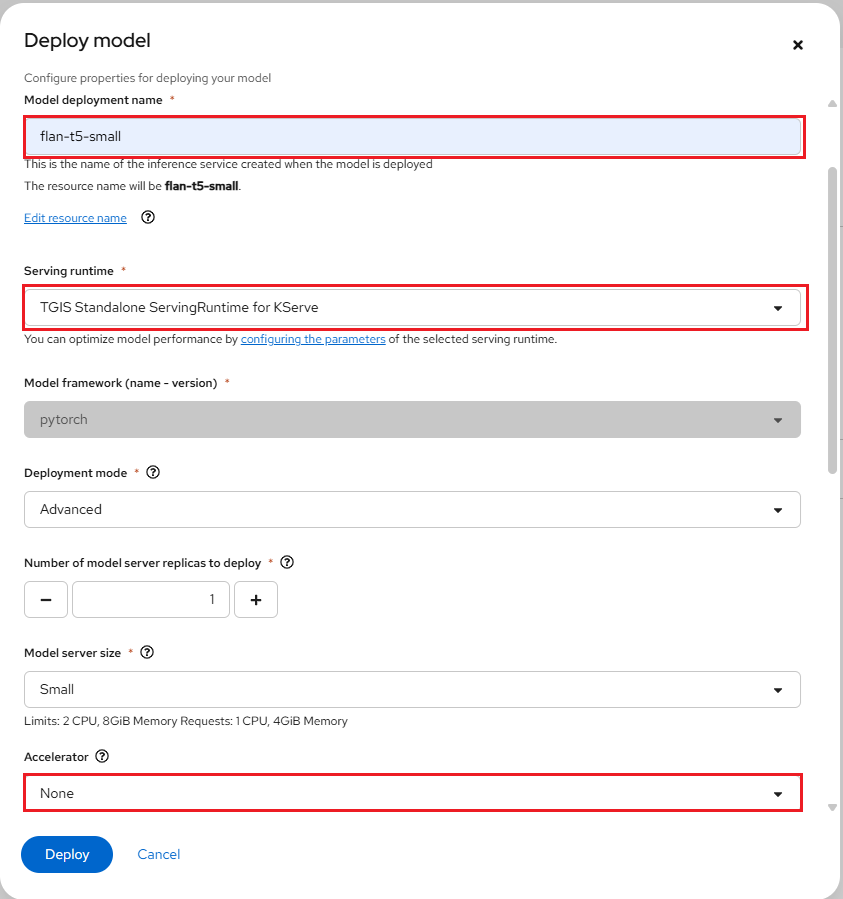 Deploy model
Configure properties for deploying your model
Model deployment name *
flan-t5-small
This is the name of the inference service created when the model is deployed
The resource name will be flan-t5-small.
Edit resource name
Serving runtime *
TGIS Standalone ServingRuntime for KServe
You can optimize model performance by configuring the parameters of the selected serving runtime.
Model framework (name - version) *
pytorch
Deployment mode *
Advanced
Number of model server replicas to deploy *
1
Model server size *
Small
Limits: 2 CPU, 8GiB Memory Requests: 1 CPU, 4GiB Memory
Accelerator
None
Deploy Cancel